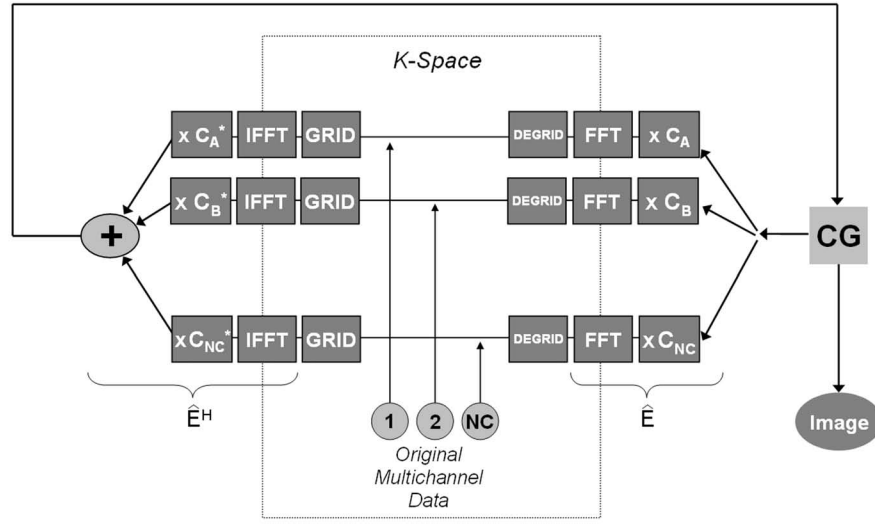 K-Space
x C_A* IFFT GRID DEGRID FFT x C_A
x C_B* IFFT GRID DEGRID FFT x C_B
+ CG
x C_NC* IFFT GRID DEGRID FFT x C_NC
Ê^H 1 2 NC Ê Image
Original
Multichannel
Data